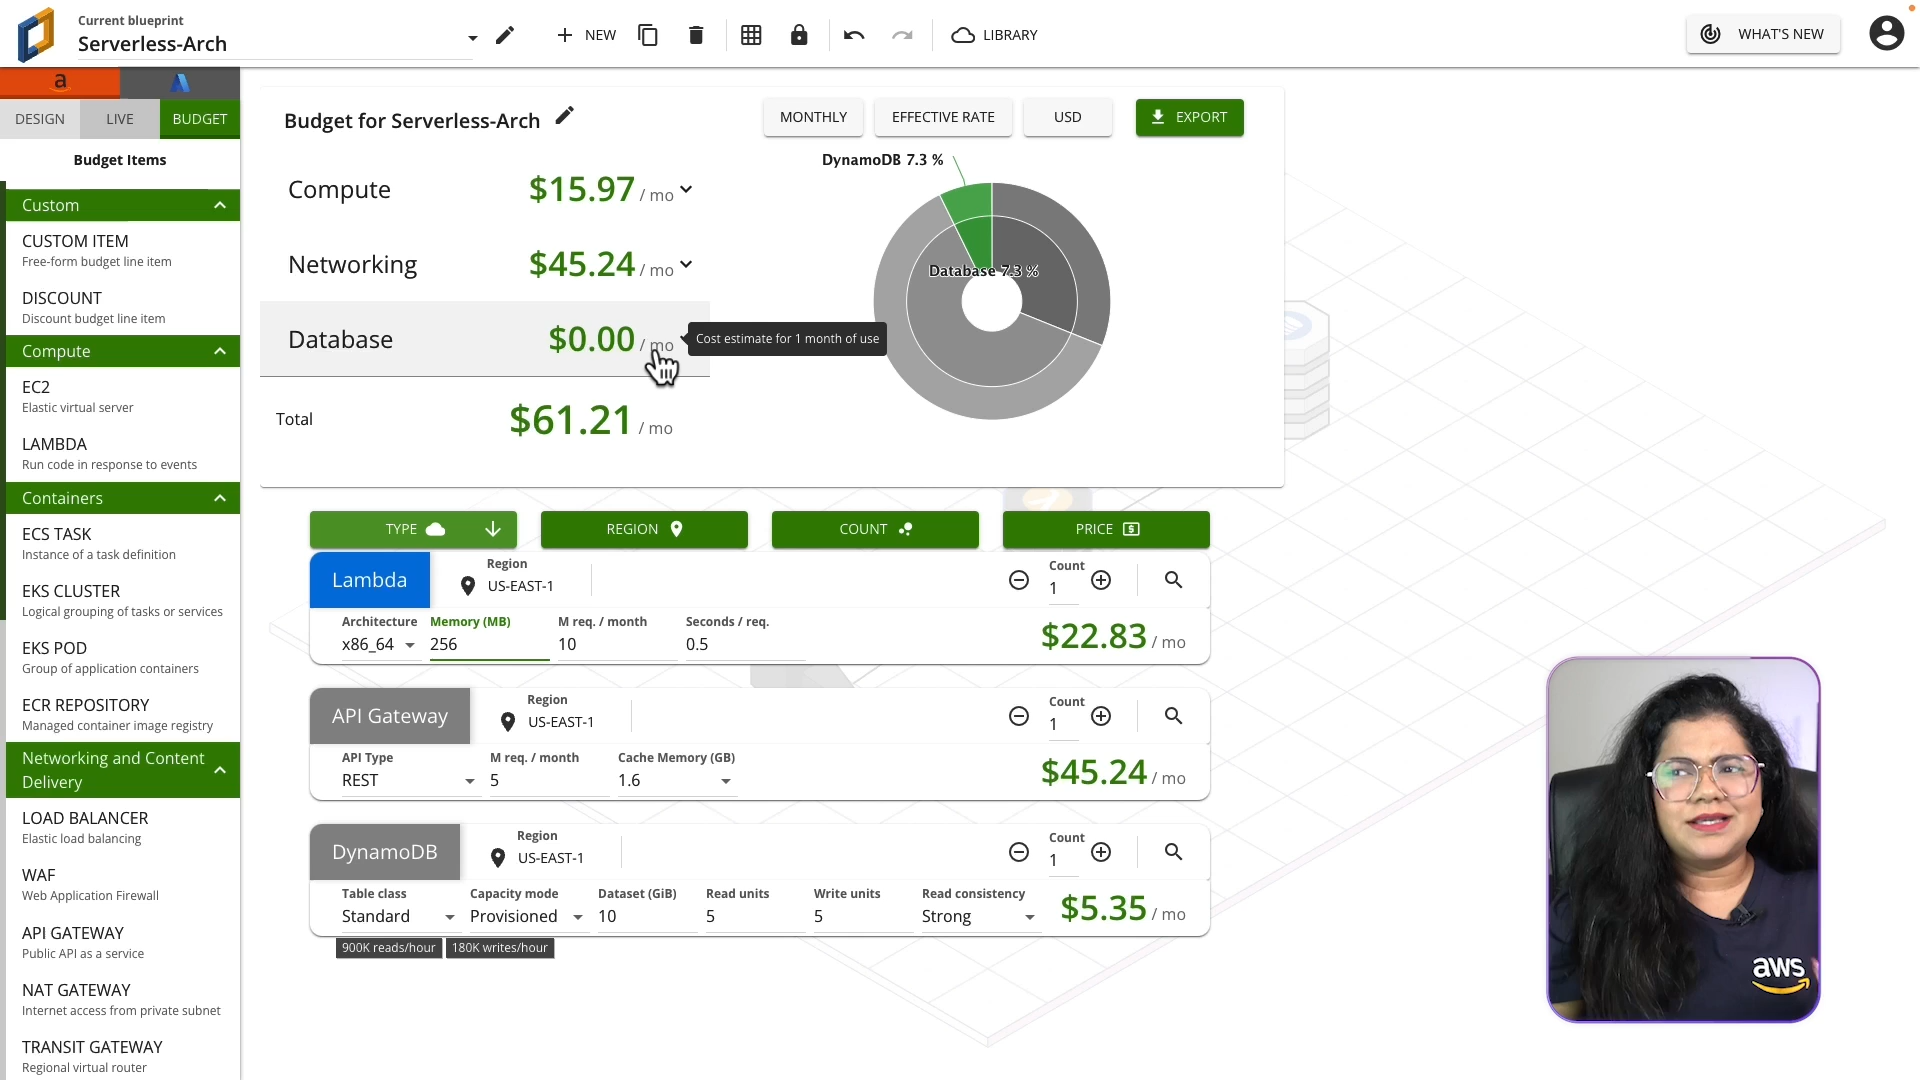 Current blueprint
Serverless-Arch
NEW
LIBRARY
WHAT'S NEW
a
DESIGN
LIVE
BUDGET
Budget Items
Custom
CUSTOM ITEM
Free-form budget line item
DISCOUNT
Discount budget line item
Compute
EC2
Elastic virtual server
LAMBDA
Run code in response to events
Containers
ECS TASK
Instance of a task definition
EKS CLUSTER
Logical grouping of tasks or services
EKS POD
Group of application containers
ECR REPOSITORY
Managed container image registry
Networking and Content
Delivery
LOAD BALANCER
Elastic load balancing
WAF
Web Application Firewall
API GATEWAY
Public API as a service
NAT GATEWAY
Internet access from private subnet
TRANSIT GATEWAY
Regional virtual router
Budget for Serverless-Arch
MONTHLY
EFFECTIVE RATE
USD
EXPORT
Compute $15.97 / mo
Networking $45.24 / mo
Database $0.00 / mo
Cost estimate for 1 month of use
Total $61.21 / mo
DynamoDB 7.3 %
Database 7.3 %
TYPE
REGION
COUNT
PRICE
Lambda
Region
US-EAST-1
Count
1
Architecture
x86_64
Memory (MB)
256
M req. / month
10
Seconds / req.
0.5
$22.83 / mo
API Gateway
Region
US-EAST-1
Count
1
API Type
REST
M req. / month
5
Cache Memory (GB)
1.6
$45.24 / mo
DynamoDB
Region
US-EAST-1
Count
1
Table class
Standard
Capacity mode
Provisioned
Dataset (GiB)
10
Read units
5
Write units
5
Read consistency
Strong
$5.35 / mo
900K reads/hour
180K writes/hour
aws